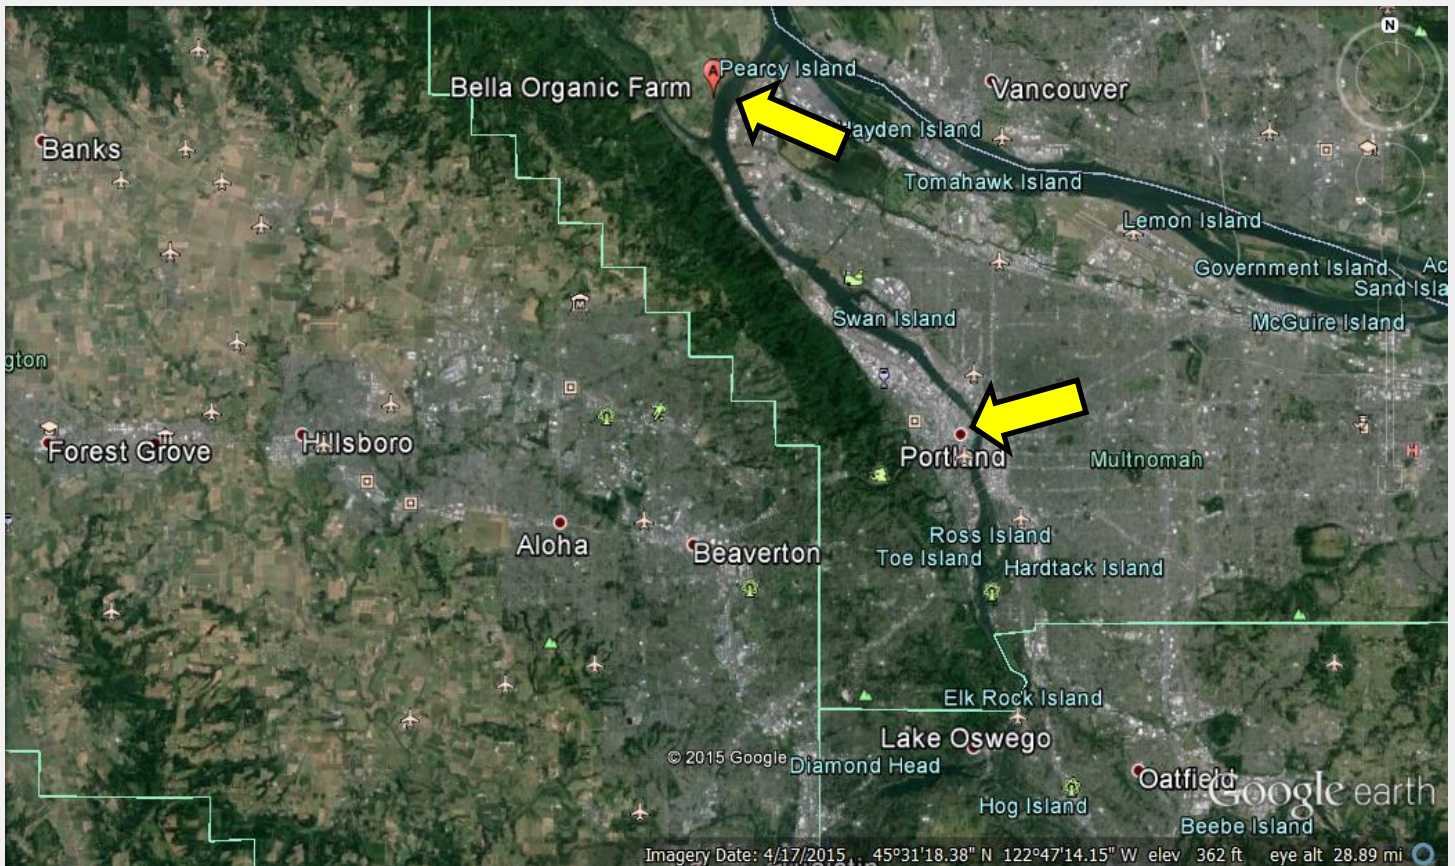 N
Pearcy Island
Bella Organic Farm
A
Vancouver
Hayden Island
Banks
Tomahawk Island
Lemon Island
Government Island
Ac
Sand Isla
Swan Island
McGuire Island
gton
Forest Grove
Hillsboro
Portland
Multnomah
H
Ross Island
Aloha
Beaverton
Toe Island
Hardtack Island
Elk Rock Island
Lake Oswego
© 2015 Google
Diamond Head
Oatfield
Google earth
Hog Island
Beebe Island
Imagery Date: 4/17/2015 45°31'18.38" N 122°47'14.15" W elev 362 ft eye alt 28.89 mi